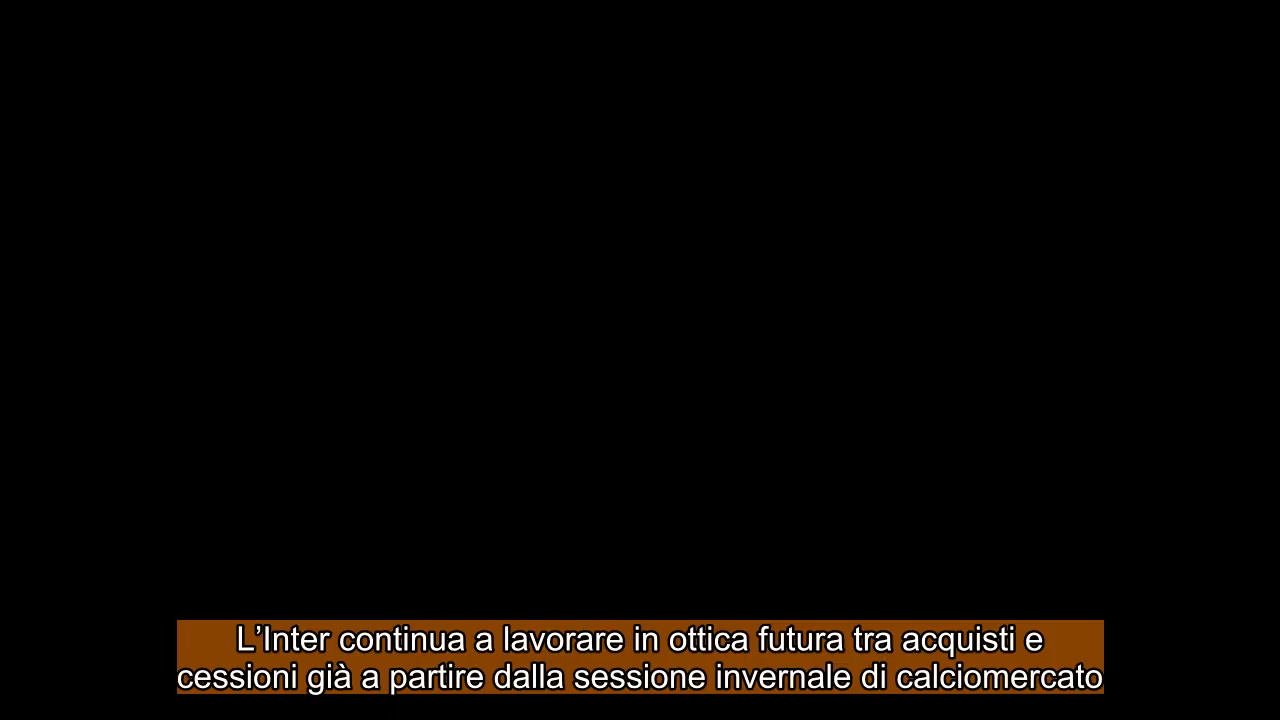 L’Inter continua a lavorare in ottica futura tra acquisti e
cessioni già a partire dalla sessione invernale di calciomercato